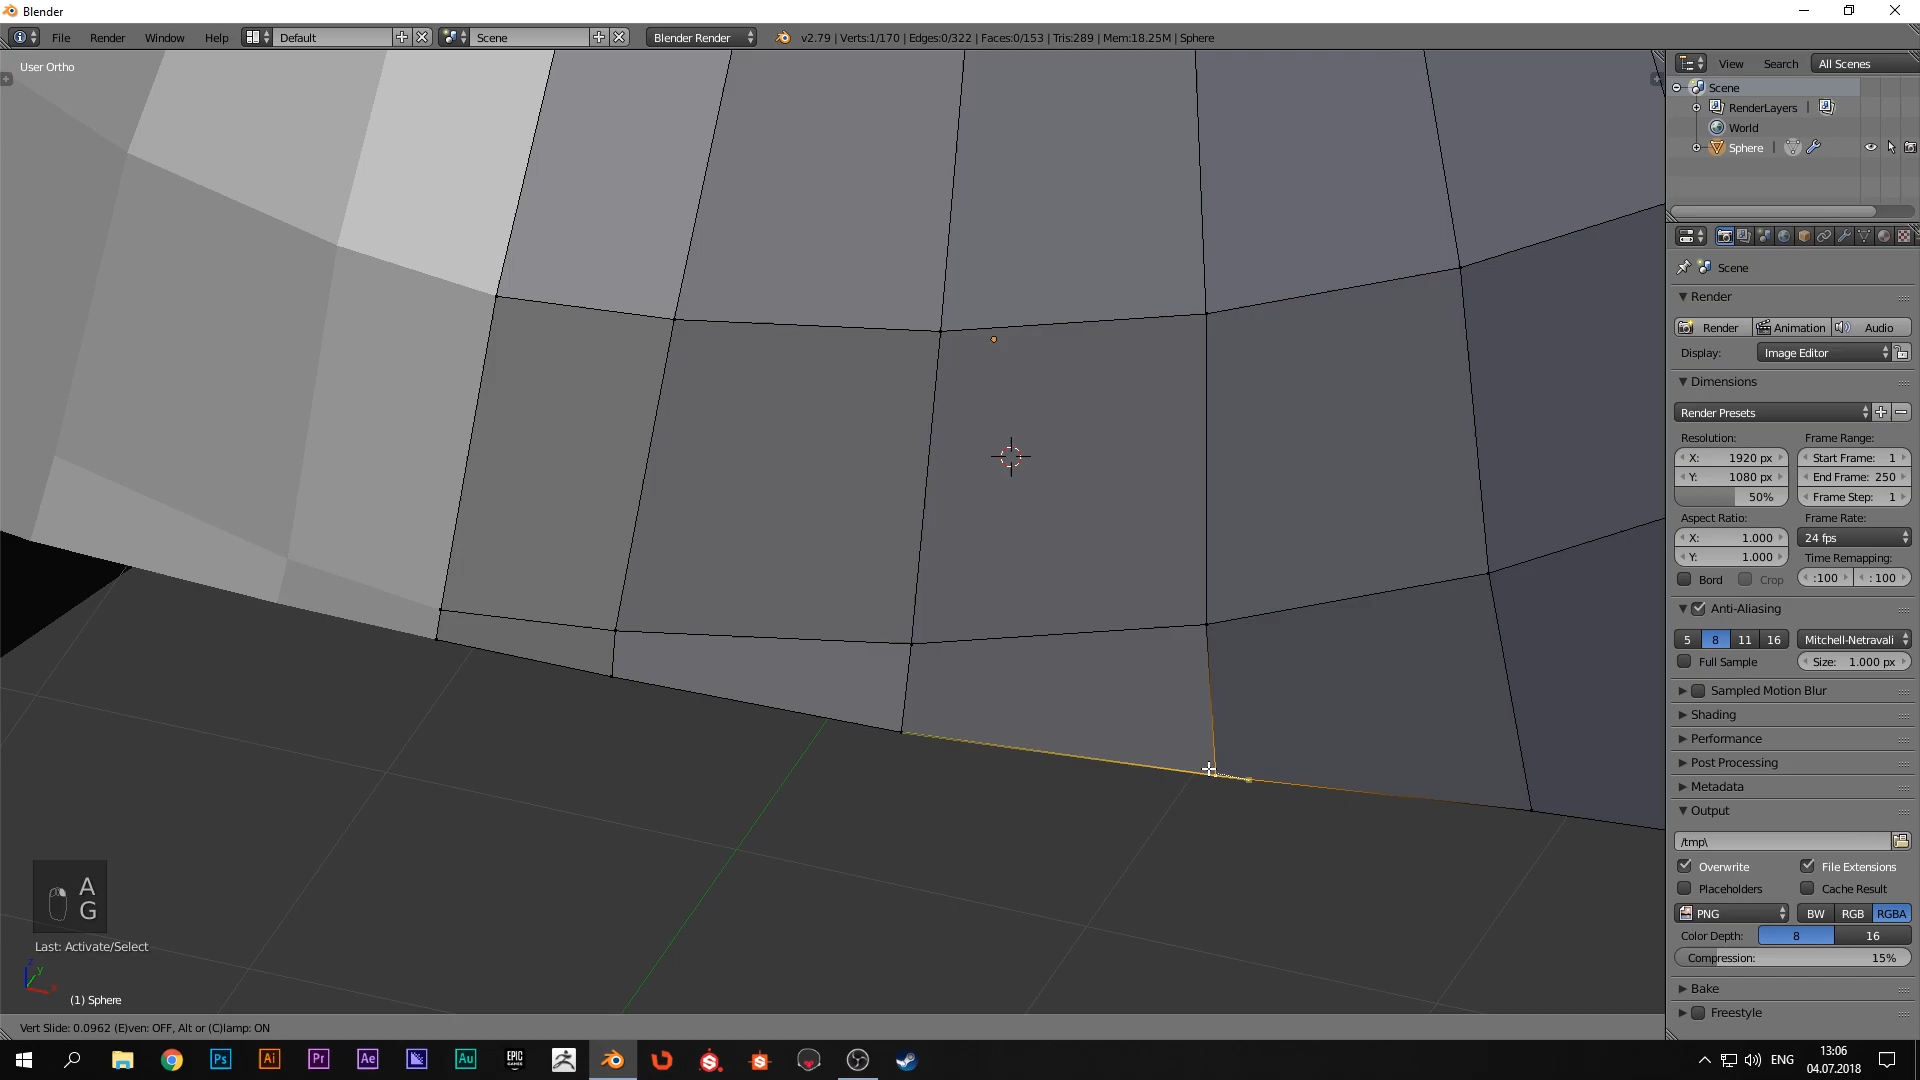 Blender
File Render Window Help Default Scene Blender Render v2.79 | Verts:1/170 | Edges:0/322 | Faces:0/153 | Tris:289 | Mem:18.25M | Sphere
User Ortho
View Search All Scenes
Scene
RenderLayers |
World
Sphere |
Scene
Render
Render Animation Audio
Display: Image Editor
Dimensions
Render Presets
Resolution: Frame Range:
X: 1920 px Start Frame: 1
Y: 1080 px End Frame: 250
50% Frame Step: 1
Aspect Ratio: Frame Rate:
X: 1.000 24 fps
Y: 1.000 Time Remapping:
Bord Crop :100 :100
Anti-Aliasing
5 8 11 16 Mitchell-Netravali
Full Sample Size: 1.000 px
Sampled Motion Blur
Shading
Performance
Post Processing
Metadata
Output
/tmp\
Overwrite File Extensions
Placeholders Cache Result
PNG BW RGB RGBA
Color Depth: 8 16
Compression: 15%
Bake
Freestyle
A
G
Last: Activate/Select
z
y
x
(1) Sphere
Vert Slide: 0.0962 (E)ven: OFF, Alt or (C)lamp: ON
Ps Ai Pr Ae Au EPIC GAMES
ENG
13:06
04.07.2018